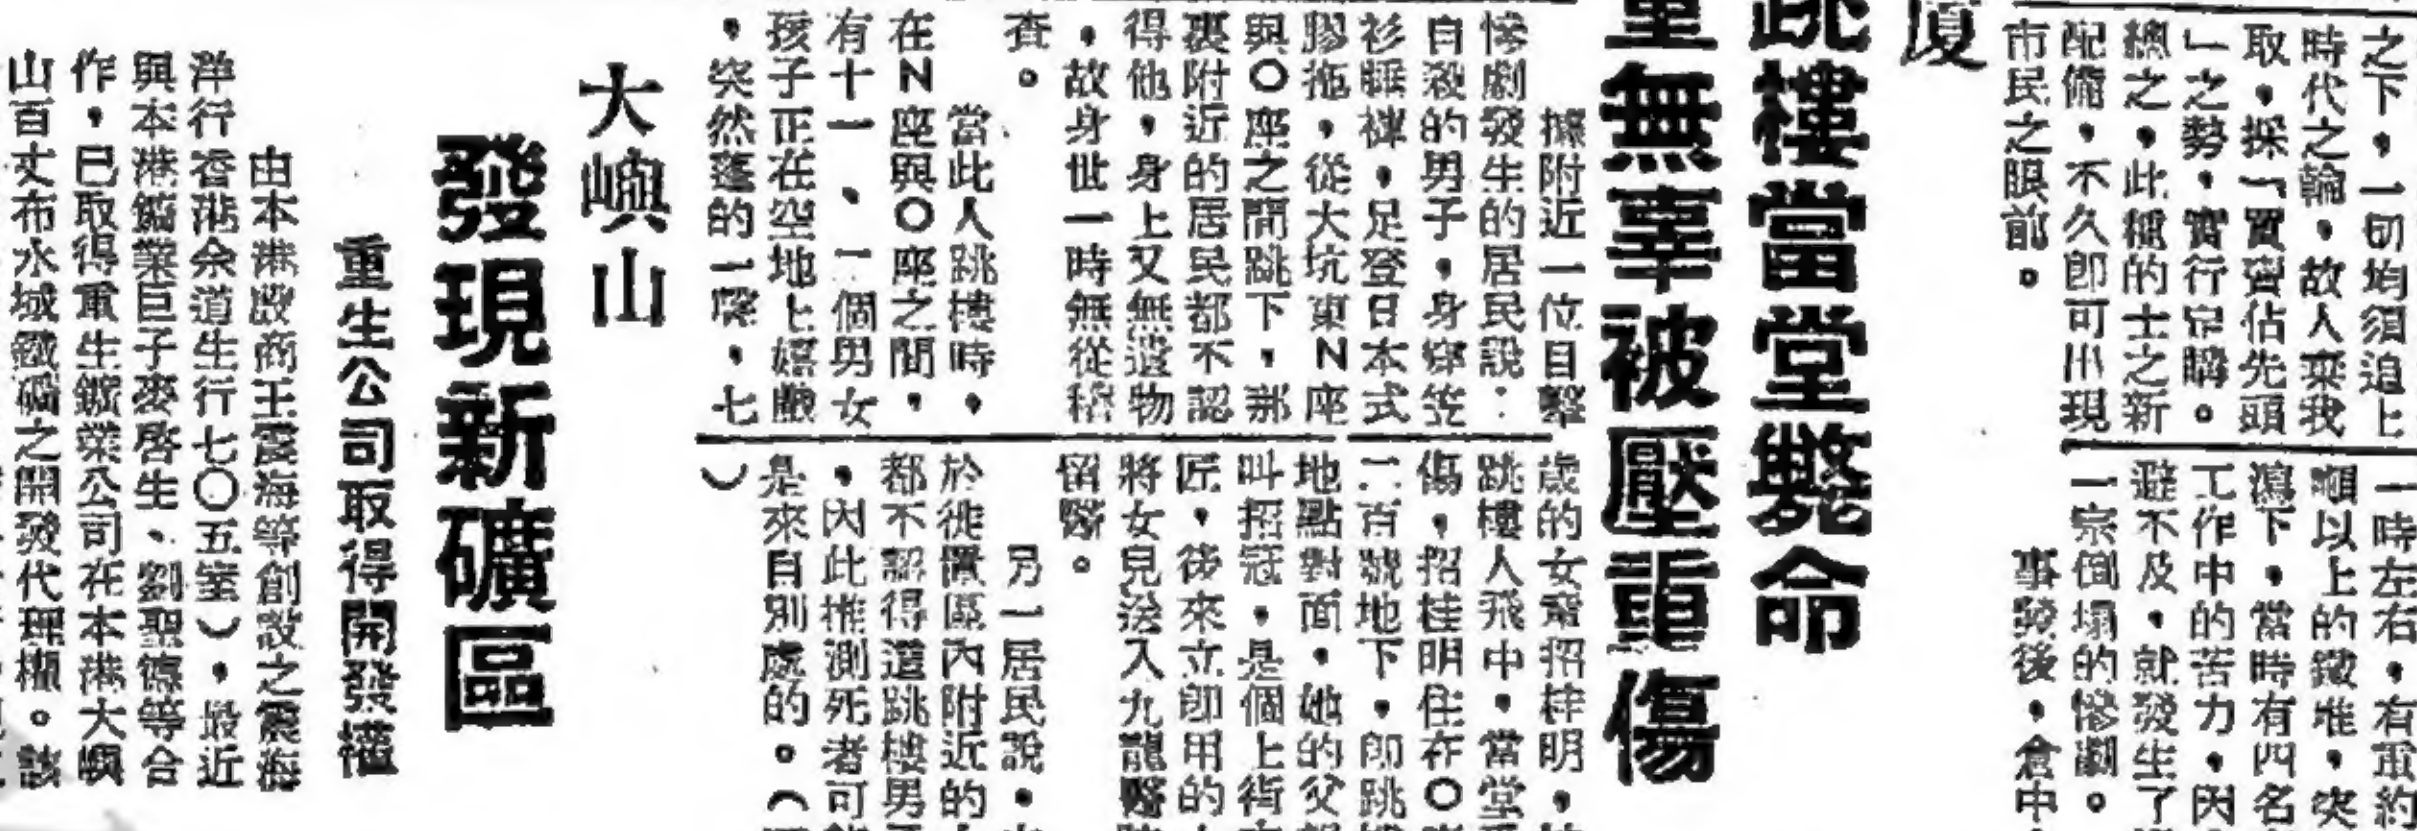 之下，一切均須追上
時代之輪，故人棄我
取，採「買賣佔先頭
」之勢，實行定購。
總之，此種的士之新
配備，不久即可出現
市民之眼前。
一時左右，有重約
噸以上的鐵堆，突
瀉下，當時有四名
工作中的苦力，因
避不及，就發生了
一宗倒塌的慘劇。
事發後，倉中
廈
跳樓當堂斃命
童無辜被壓重傷
據附近一位目擊
慘劇發生的居民說：
自殺的男子，身穿笠
衫睡褲，足登日本式
膠拖，從大坑東N座
與O座之間跳下，那
裏附近的居民都不認
得他，身上又無遺物
，故身世一時無從稽
查。
當此人跳樓時，
在N座與O座之間，
有十一、二個男女
孩子正在空地上嬉戲
，突然蓬的一聲，七
歲的女童招桂明，被
跳樓人飛中，當堂重
傷，招桂明住在O座
二百號地下，即跳樓
地點對面，她的父親
叫招冠，是個上街
匠，後來立即用的
將女兒送入九龍醫院
留醫。
另一居民說，
於徙置區內附近的
都不認得這跳樓男子
，因此推測死者可能
是來自別處的。（
）
大嶼山
發現新礦區
重生公司取得開發權
由本港殷商王震海等創設之震海
洋行香港余道生行七〇五室），最近
與本港鑛業巨子麥啓生、劉聖德等合
作，已取得重生鑛業公司在本港大嶼
山百丈布水域鐵礦之開發代理權。該